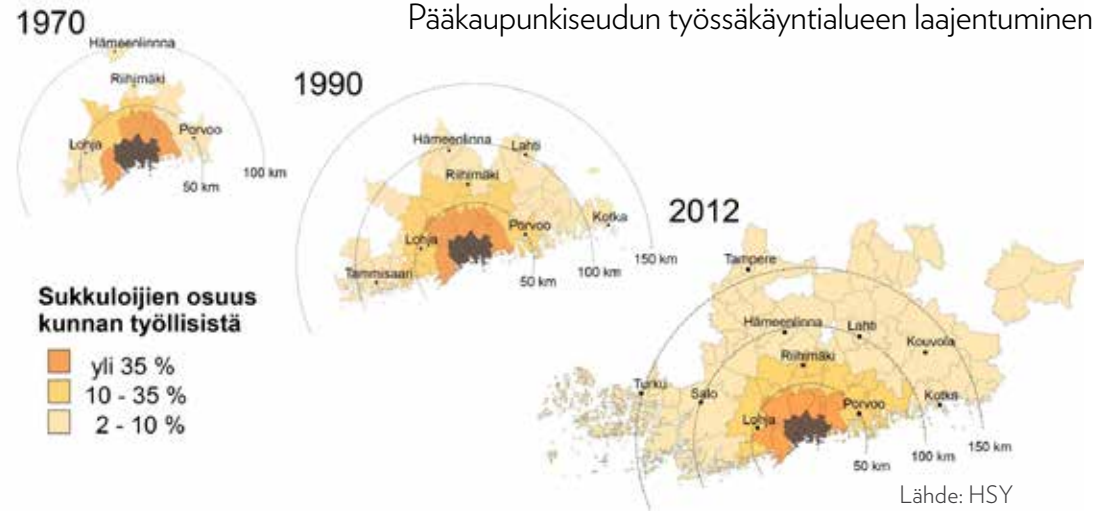 Pääkaupunkiseudun työssäkäyntialueen laajentuminen
1970
Hämeenlinnna
Riihimäki
Lohja
Porvoo
50 km
100 km
1990
Hämeenlinna
Lahti
Riihimäki
Lohja
Porvoo
Kotka
Tammisaari
50 km
100 km
150 km
2012
Tampere
Hämeenlinna
Lahti
Kouvola
Riihimäki
Turku
Salo
Lohja
Porvoo
Kotka
50 km
100 km
150 km
Sukkuloijien osuus
kunnan työllisistä
yli 35 %
10 - 35 %
2 - 10 %
Lähde: HSY